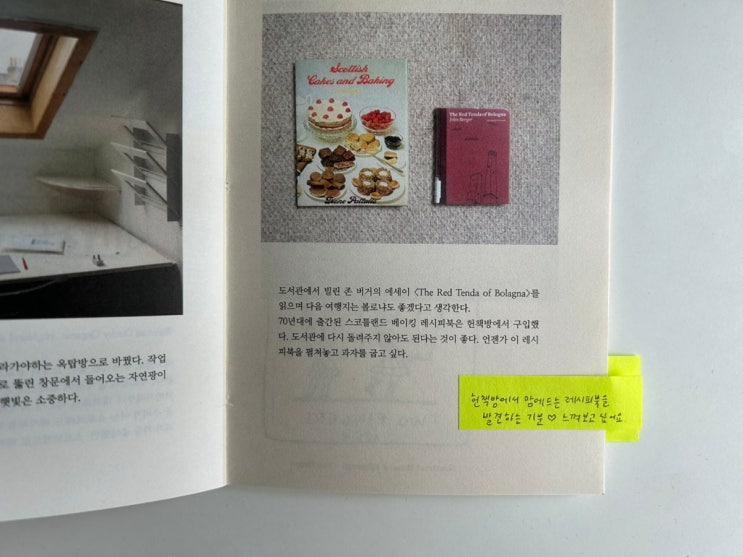 라가야하는 옥탑방으로 바꿨다. 작업
로 뚫린 창문에서 들어오는 자연광이
햇빛은 소중하다.
Scottish
Cakes and Baking
The Red Tenda of Bologna
John Berger
도서관에서 빌린 존 버거의 에세이 〈The Red Tenda of Bolagna〉를
읽으며 다음 여행지는 볼로냐도 좋겠다고 생각한다.
70년대에 출간된 스코틀랜드 베이킹 레시피북은 헌책방에서 구입했
다. 도서관에 다시 돌려주지 않아도 된다는 것이 좋다. 언젠가 이 레시
피북을 펼쳐놓고 과자를 굽고 싶다.
헌책방에서 맘에드는 레시피북을
발견하는 기분 ♡ 느껴보고 싶어요.